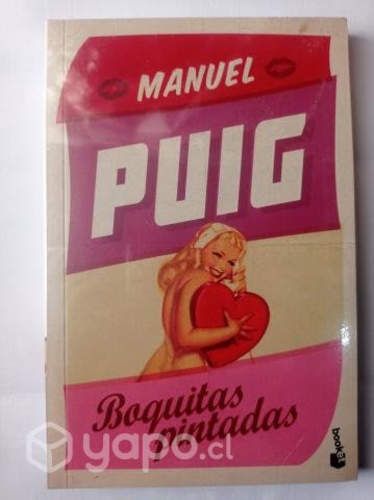 MANUEL
PUIG
Boquitas
pintadas
booket
yapo.cl